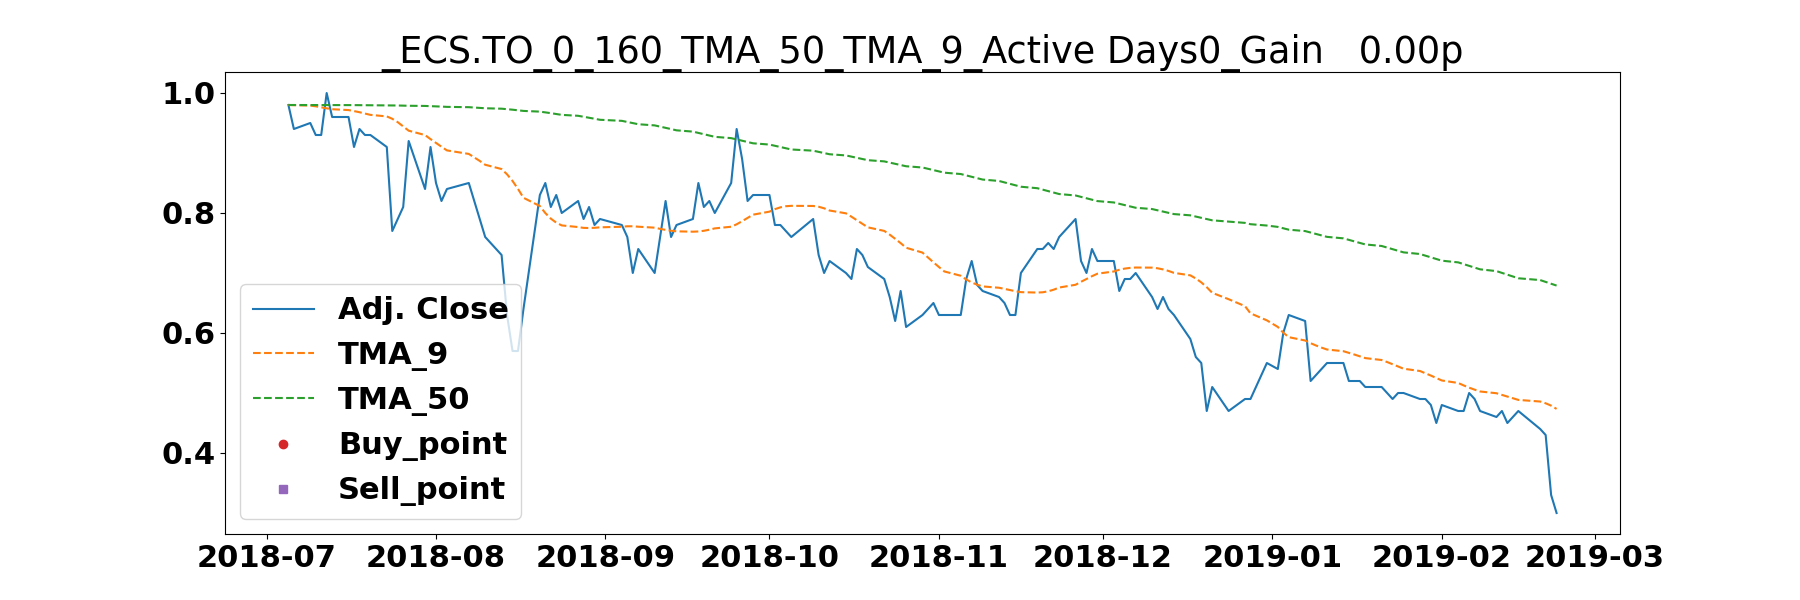 _ECS.TO_0_160_TMA_50_TMA_9_Active Days0_Gain   0.00p
1.0
0.8
0.6
0.4
Adj. Close
TMA_9
TMA_50
Buy_point
Sell_point
2018-07 2018-08 2018-09 2018-10 2018-11 2018-12 2019-01 2019-02 2019-03